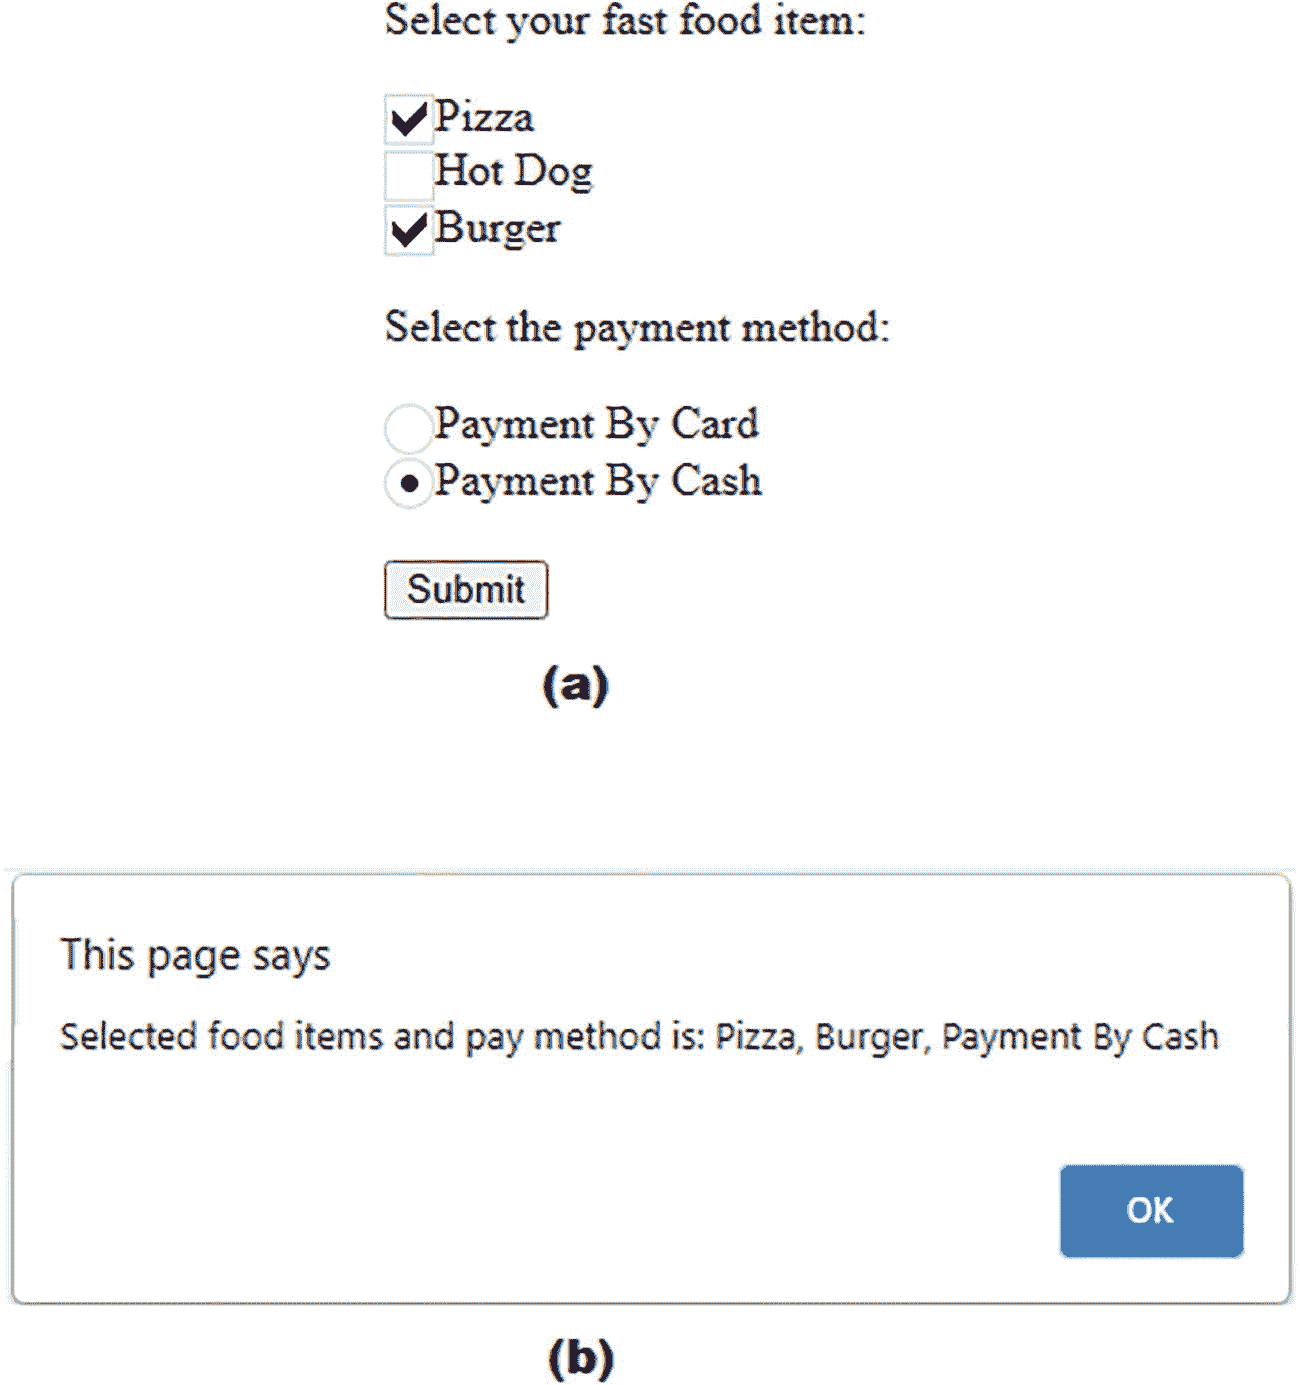 Select your fast food item:
Pizza
Hot Dog
Burger
Select the payment method:
Payment By Card
Payment By Cash
Submit
(a)
This page says
Selected food items and pay method is: Pizza, Burger, Payment By Cash
OK
(b)